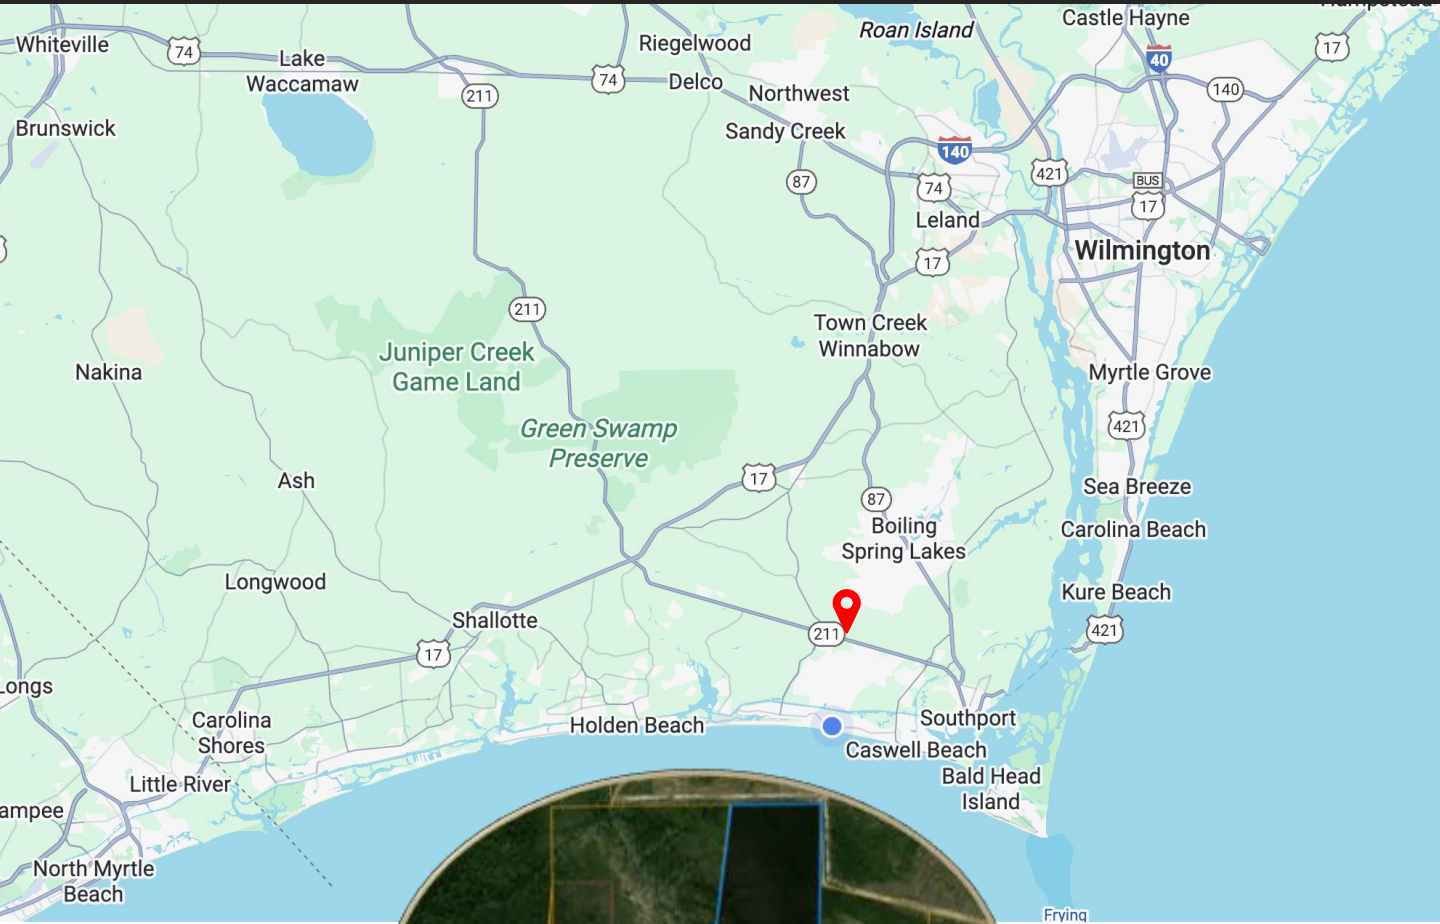 Hampstead
Castle Hayne
Roan Island
Whiteville
74
Riegelwood
17
40
Lake
Waccamaw
74
Delco
211
Northwest
140
Brunswick
Sandy Creek
140
421
87
74
BUS
17
Leland
Wilmington
17
211
Town Creek
Winnabow
Juniper Creek
Game Land
Nakina
Myrtle Grove
Green Swamp
Preserve
421
Ash
17
Sea Breeze
87
Boiling
Spring Lakes
Carolina Beach
Longwood
Kure Beach
Shallotte
211
421
17
Longs
Carolina
Shores
Holden Beach
Southport
Caswell Beach
Little River
Bald Head
Island
ampee
North Myrtle
Beach
Frying